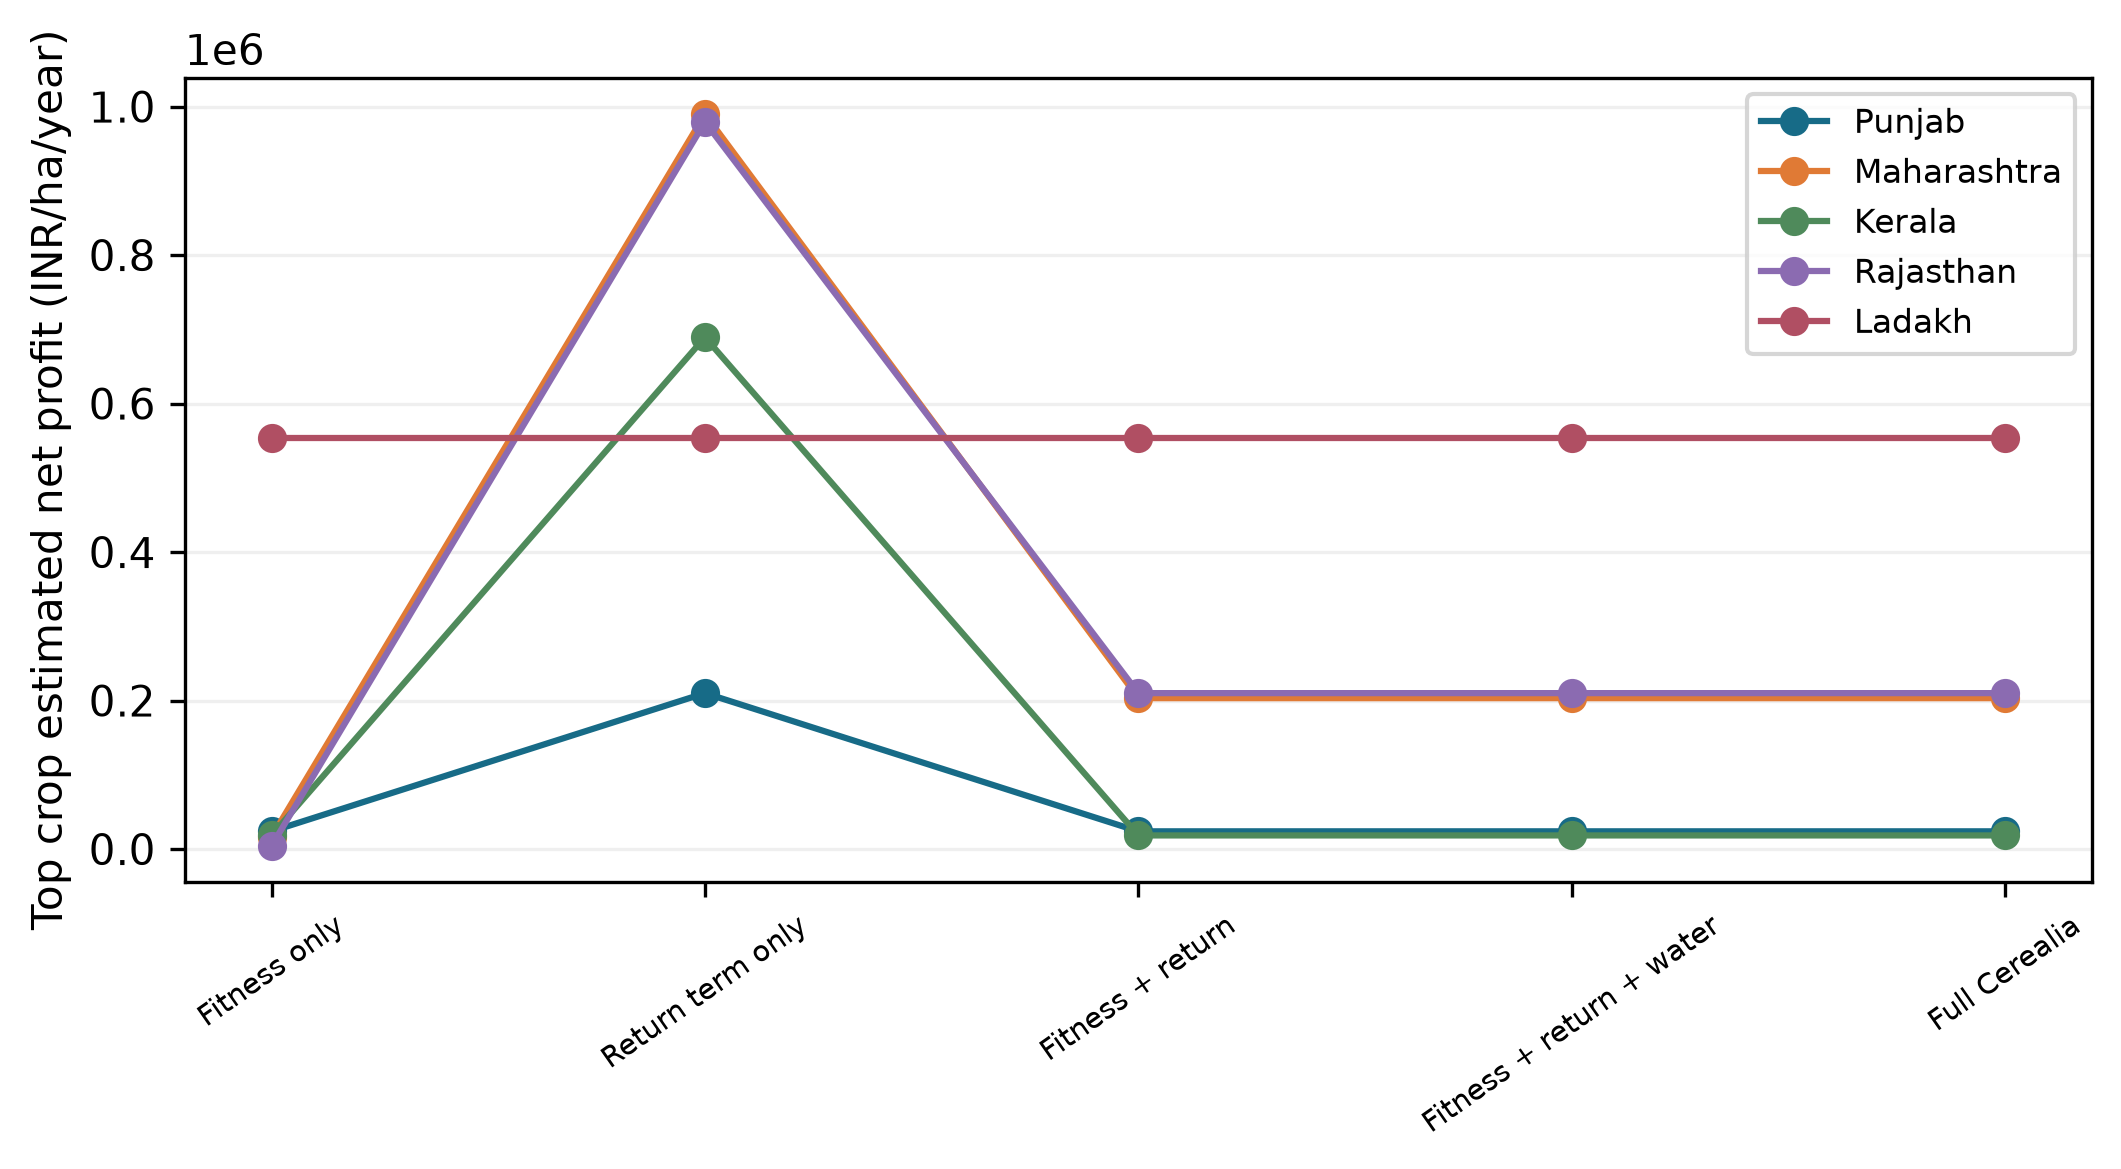 1e6
Top crop estimated net profit (INR/ha/year)
1.0
0.8
0.6
0.4
0.2
0.0
Punjab
Maharashtra
Kerala
Rajasthan
Ladakh
Fitness only
Return term only
Fitness + return
Fitness + return + water
Full Cerealia